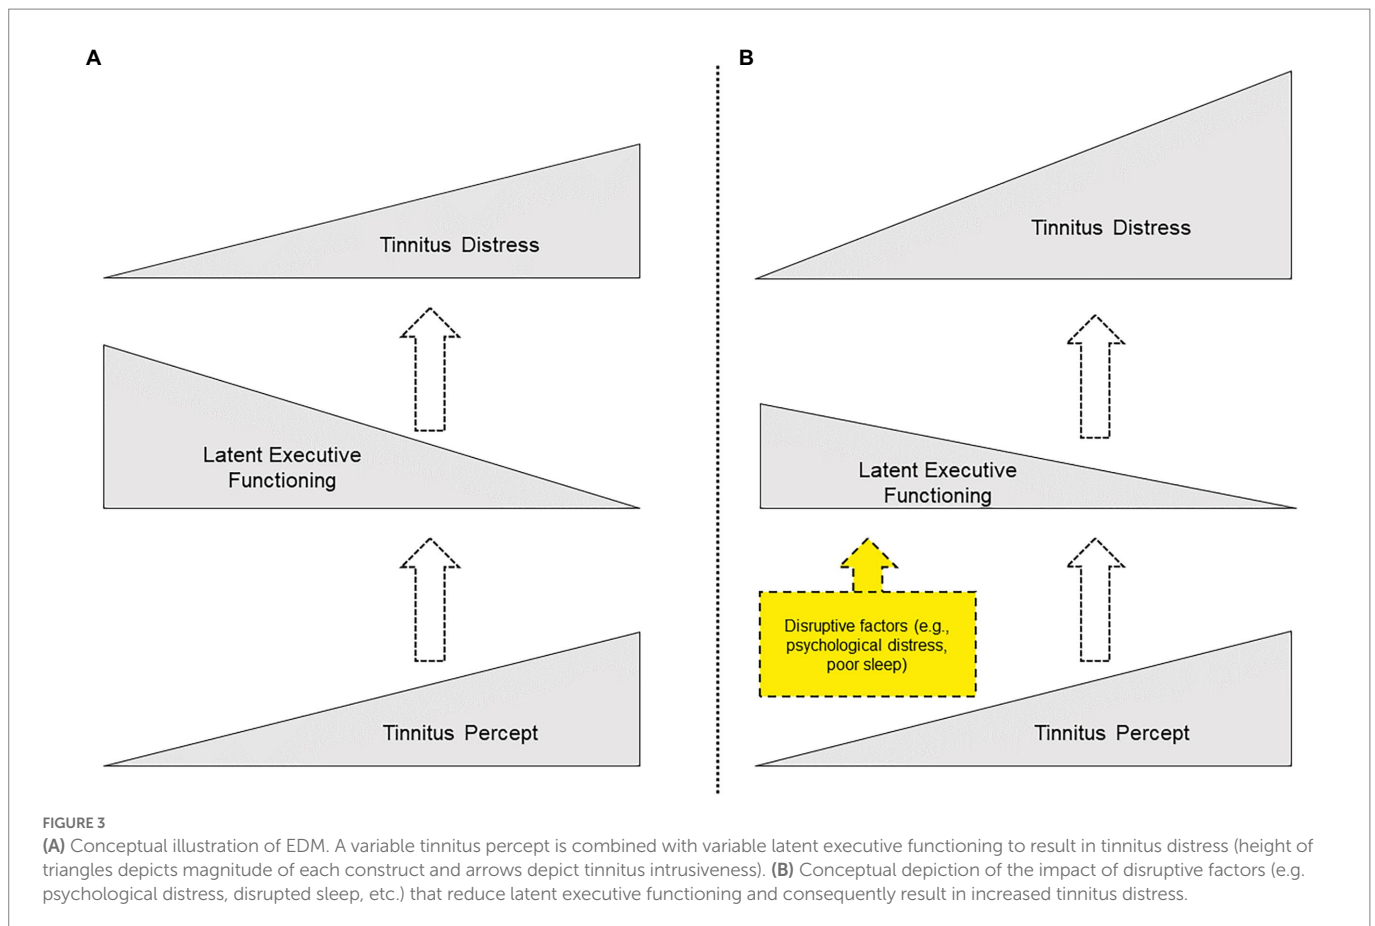 A
Tinnitus Distress
Latent Executive
Functioning
Tinnitus Percept
B
Tinnitus Distress
Latent Executive
Functioning
Disruptive factors (e.g.,
psychological distress,
poor sleep)
Tinnitus Percept
FIGURE 3
(A) Conceptual illustration of EDM. A variable tinnitus percept is combined with variable latent executive functioning to result in tinnitus distress (height of
triangles depicts magnitude of each construct and arrows depict tinnitus intrusiveness). (B) Conceptual depiction of the impact of disruptive factors (e.g.
psychological distress, disrupted sleep, etc.) that reduce latent executive functioning and consequently result in increased tinnitus distress.